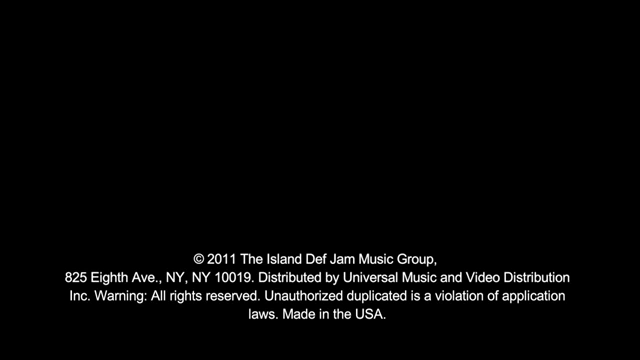 © 2011 The Island Def Jam Music Group,
825 Eighth Ave., NY, NY 10019. Distributed by Universal Music and Video Distribution
Inc. Warning: All rights reserved. Unauthorized duplicated is a violation of application
laws. Made in the USA.